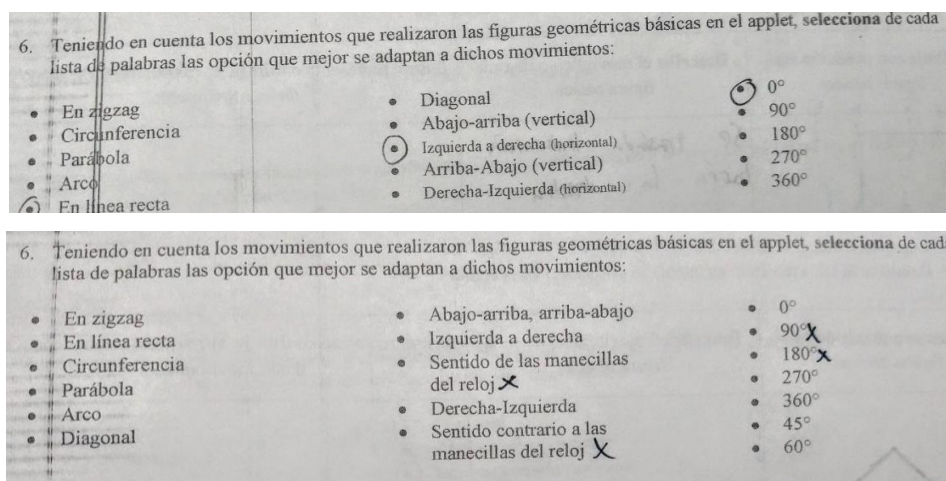 6. Teniendo en cuenta los movimientos que realizaron las figuras geométricas básicas en el applet, selecciona de cada
lista de palabras las opción que mejor se adaptan a dichos movimientos:
En zigzag
Circunferencia
Parábola
Arco
En línea recta
Diagonal
Abajo-arriba (vertical)
Izquierda a derecha (horizontal)
Arriba-Abajo (vertical)
Derecha-Izquierda (horizontal)
0°
90°
180°
270°
360°
6. Teniendo en cuenta los movimientos que realizaron las figuras geométricas básicas en el applet, selecciona de cad
lista de palabras las opción que mejor se adaptan a dichos movimientos:
En zigzag
En línea recta
Circunferencia
Parábola
Arco
Diagonal
Abajo-arriba, arriba-abajo
Izquierda a derecha
Sentido de las manecillas
del reloj X
Derecha-Izquierda
Sentido contrario a las
manecillas del reloj X
0°
90° X
180° X
270°
360°
45°
60°